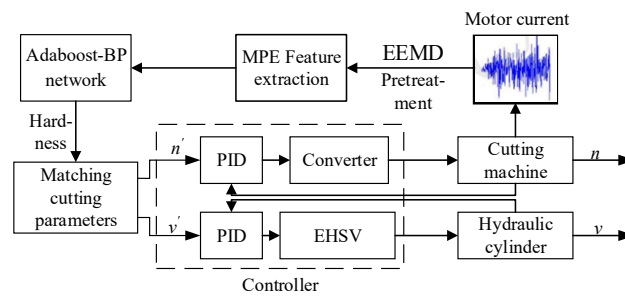 Motor current
Adaboost-BP
network
MPE Feature
extraction
EEMD
Pretreat-
ment
Hard-
ness
Matching
cutting
parameters
n′
PID
Converter
Cutting
machine
n
v′
PID
EHSV
Hydraulic
cylinder
v
Controller